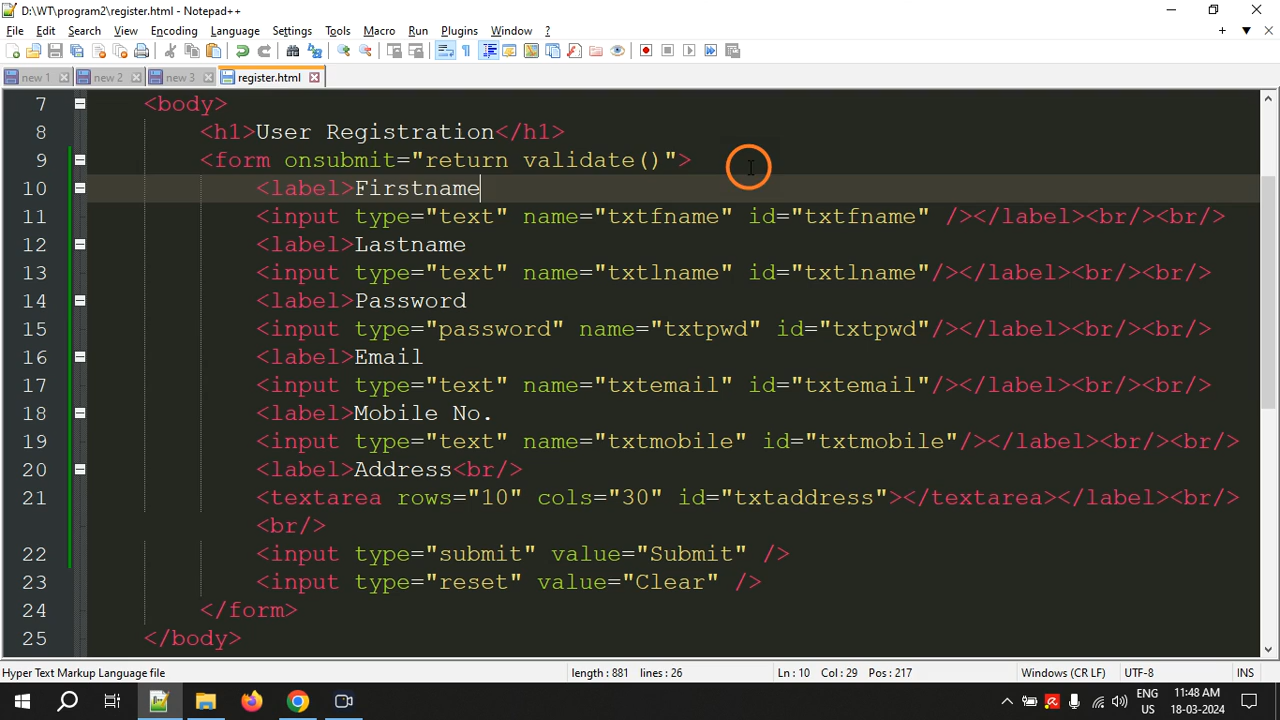 D:\WT\program2\register.html - Notepad++
File Edit Search View Encoding Language Settings Tools Macro Run Plugins Window ?
new 1 new 2 new 3 register.html
7 <body>
8 <h1>User Registration</h1>
9 <form onsubmit="return validate()">
10 <label>Firstname
11 <input type="text" name="txtfname" id="txtfname" /></label><br/><br/>
12 <label>Lastname
13 <input type="text" name="txtlname" id="txtlname"/></label><br/><br/>
14 <label>Password
15 <input type="password" name="txtpwd" id="txtpwd"/></label><br/><br/>
16 <label>Email
17 <input type="text" name="txtemail" id="txtemail"/></label><br/><br/>
18 <label>Mobile No.
19 <input type="text" name="txtmobile" id="txtmobile"/></label><br/><br/>
20 <label>Address<br/>
21 <textarea rows="10" cols="30" id="txtaddress"></textarea></label><br/>
<br/>
22 <input type="submit" value="Submit" />
23 <input type="reset" value="Clear" />
24 </form>
25 </body>
Hyper Text Markup Language file length : 881 lines : 26 Ln : 10 Col : 29 Pos : 217 Windows (CR LF) UTF-8 INS
ENG 11:48 AM
US 18-03-2024